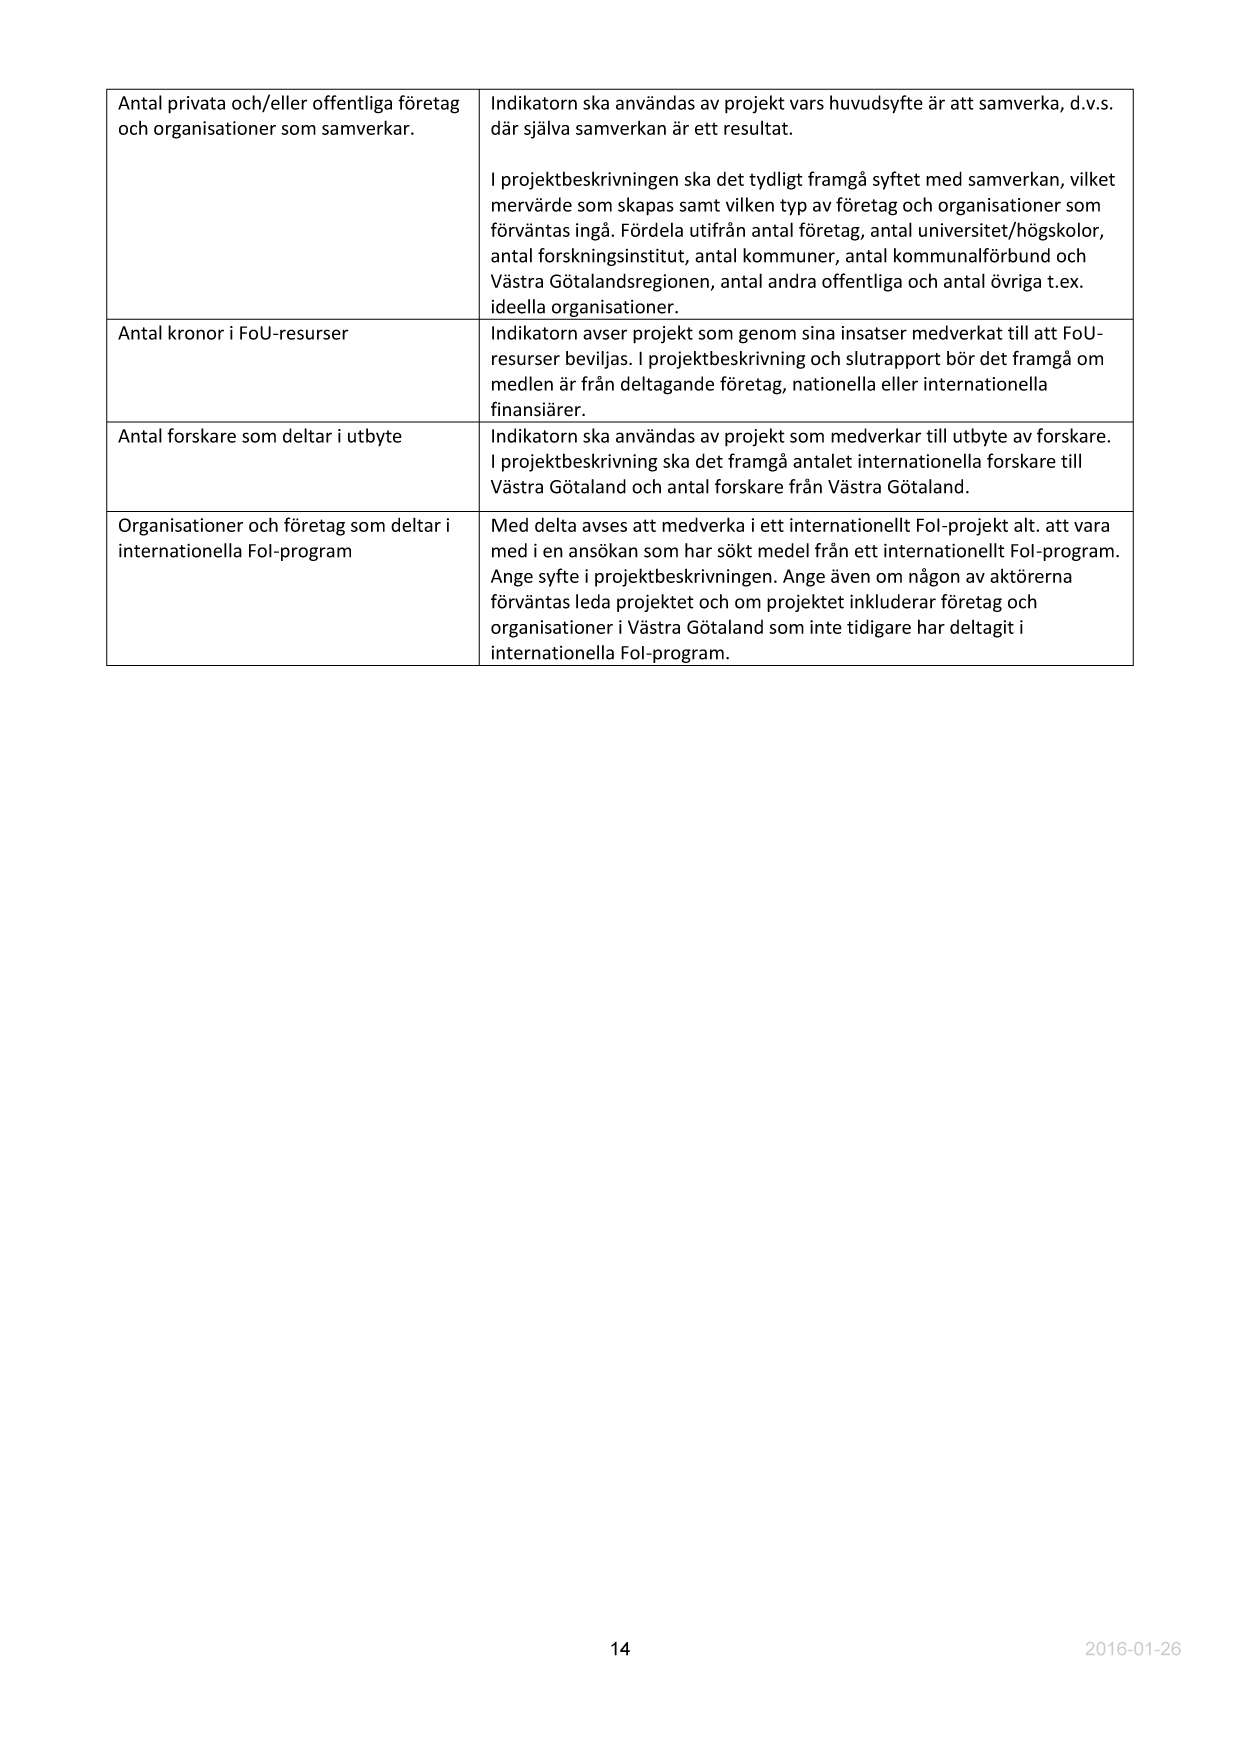 Antal privata och/eller offentliga företag
och organisationer som samverkar.
Indikatorn ska användas av projekt vars huvudsyfte är att samverka, d.v.s.
där själva samverkan är ett resultat.
I projektbeskrivningen ska det tydligt framgå syftet med samverkan, vilket
mervärde som skapas samt vilken typ av företag och organisationer som
förväntas ingå. Fördela utifrån antal företag, antal universitet/högskolor,
antal forskningsinstitut, antal kommuner, antal kommunalförbund och
Västra Götalandsregionen, antal andra offentliga och antal övriga t.ex.
ideella organisationer.
Antal kronor i FoU-resurser
Indikatorn avser projekt som genom sina insatser medverkat till att FoU-
resurser beviljas. I projektbeskrivning och slutrapport bör det framgå om
medlen är från deltagande företag, nationella eller internationella
finansiärer.
Antal forskare som deltar i utbyte
Indikatorn ska användas av projekt som medverkar till utbyte av forskare.
I projektbeskrivning ska det framgå antalet internationella forskare till
Västra Götaland och antal forskare från Västra Götaland.
Organisationer och företag som deltar i
internationella FoI-program
Med delta avses att medverka i ett internationellt FoI-projekt alt. att vara
med i en ansökan som har sökt medel från ett internationellt FoI-program.
Ange syfte i projektbeskrivningen. Ange även om någon av aktörerna
förväntas leda projektet och om projektet inkluderar företag och
organisationer i Västra Götaland som inte tidigare har deltagit i
internationella FoI-program.
14
2016-01-26